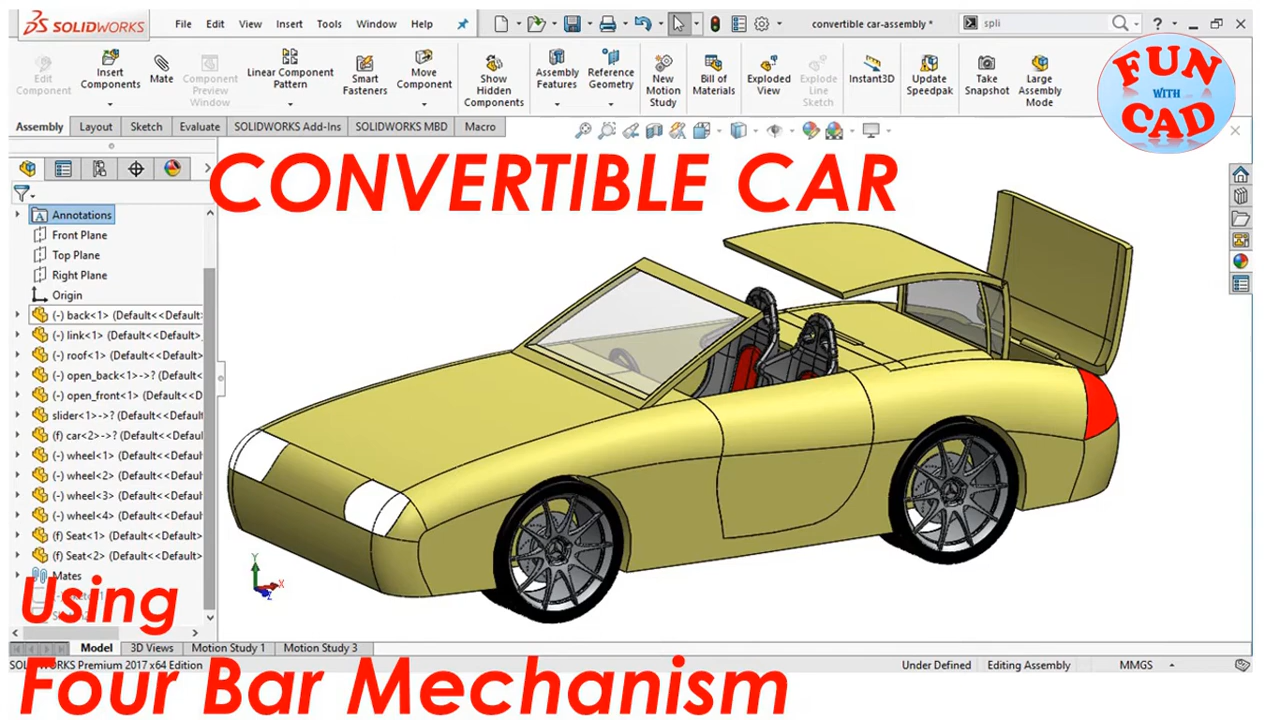 SOLIDWORKS
File Edit View Insert Tools Window Help
convertible car-assembly *
spli
Edit Component
Insert Components
Mate
Component Preview Window
Linear Component Pattern
Smart Fasteners
Move Component
Show Hidden Components
Assembly Features
Reference Geometry
New Motion Study
Bill of Materials
Exploded View
Explode Line Sketch
Instant3D
Update Speedpak
Take Snapshot
Large Assembly Mode
FUN
WITH
CAD
Assembly Layout Sketch Evaluate SOLIDWORKS Add-Ins SOLIDWORKS MBD Macro
CONVERTIBLE CAR
Annotations
Front Plane
Top Plane
Right Plane
Origin
(-) back<1> (Default<<Default
(-) link<1> (Default<<Default
(-) roof<1> (Default<<Default
(-) open_back<1>->? (Default
(-) open_front<1> (Default<<
slider<1>->? (Default<<Defau
(f) car<2>->? (Default<<Defau
(-) wheel<1> (Default<<Defau
(-) wheel<2> (Default<<Defau
(-) wheel<3> (Default<<Defau
(-) wheel<4> (Default<<Defau
(f) Seat<1> (Default<<Default
(f) Seat<2> (Default<<Default
Mates
Y
X
Z
Using
Model 3D Views Motion Study 1 Motion Study 3
SOLIDWORKS Premium 2017 x64 Edition
Under Defined Editing Assembly MMGS
Four Bar Mechanism